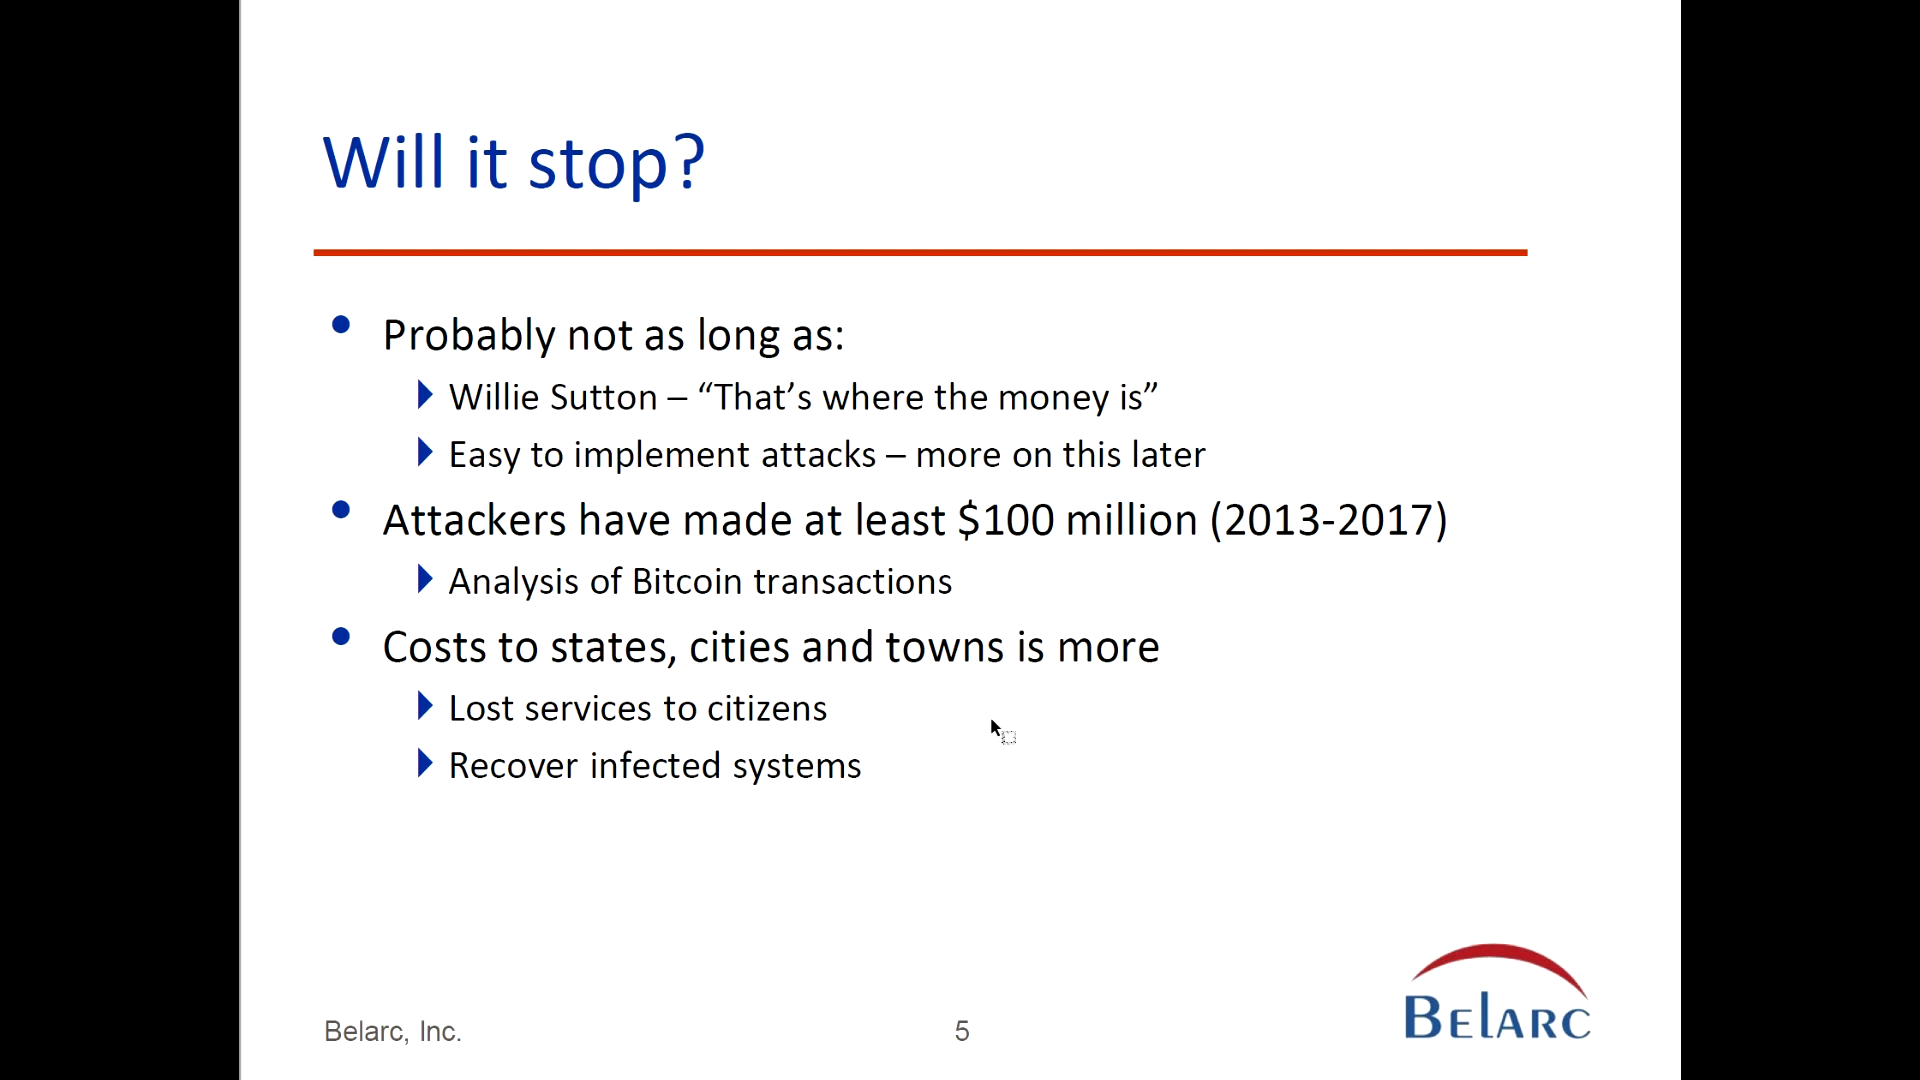 Will it stop?
Probably not as long as:
Willie Sutton – “That’s where the money is”
Easy to implement attacks – more on this later
Attackers have made at least $100 million (2013-2017)
Analysis of Bitcoin transactions
Costs to states, cities and towns is more
Lost services to citizens
Recover infected systems
Belarc, Inc.
5
BELARC